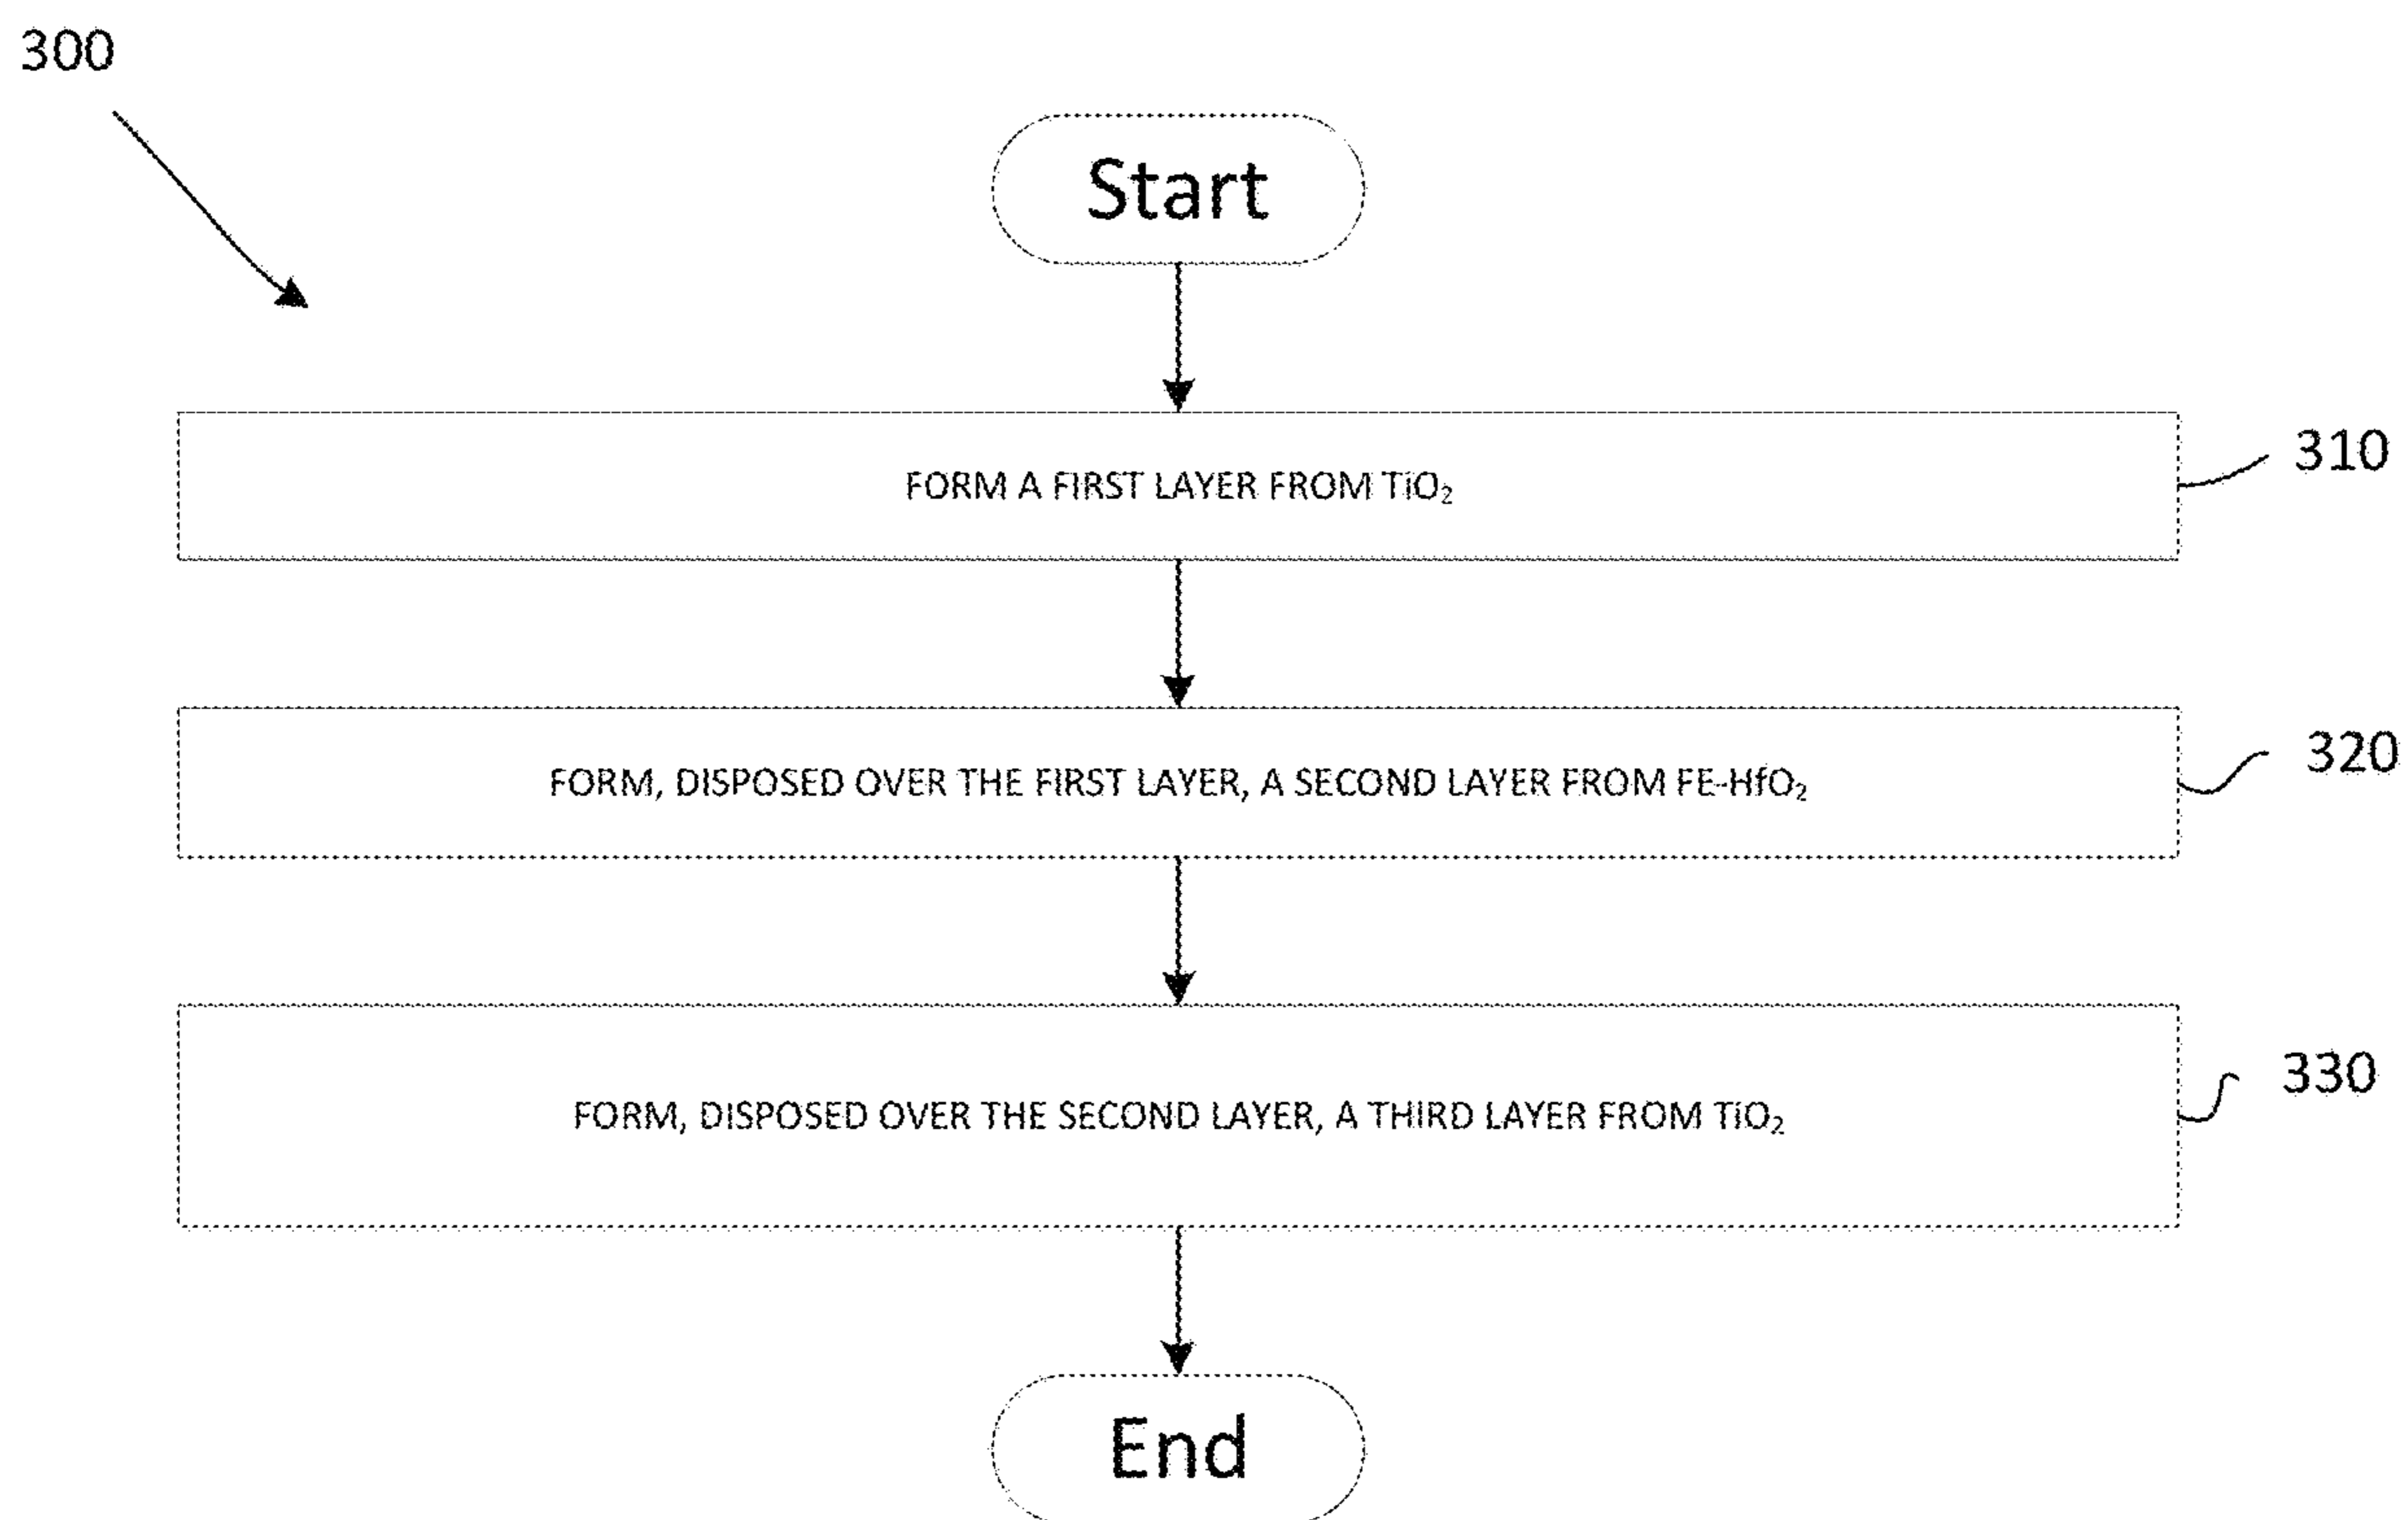 300
Start
FORM A FIRST LAYER FROM TiO₂
310
FORM, DISPOSED OVER THE FIRST LAYER, A SECOND LAYER FROM FE-HfO₂
320
FORM, DISPOSED OVER THE SECOND LAYER, A THIRD LAYER FROM TiO₂
330
End